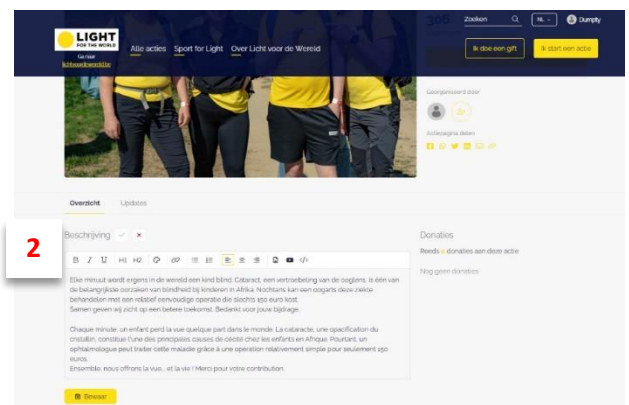 306
Zoeken
NL
Dumpty
LIGHT
FOR THE WORLD
Ga naar
lichtvoordewereld.be
Alle acties Sport for Light Over Licht voor de Wereld
Ik doe een gift
Ik start een actie
Georganiseerd door
Actiepagina delen
Overzicht Updates
2
Beschrijving
Donaties
Reeds 0 donaties aan deze actie
Nog geen donaties
B I U H1 H2
Elke minuut wordt ergens in de wereld een kind blind. Cataract, een vertroebeling van de ooglens, is één van
de belangrijkste oorzaken van blindheid bij kinderen in Afrika. Nochtans kan een oogarts deze ziekte
behandelen met een relatief eenvoudige operatie die slechts 150 euro kost.
Samen geven wij zicht op een betere toekomst. Bedankt voor jouw bijdrage.
Chaque minute, un enfant perd la vue quelque part dans le monde. La cataracte, une opacification du
cristallin, constitue l'une des principales causes de cécité chez les enfants en Afrique. Pourtant, un
ophtalmologue peut traiter cette maladie grâce à une opération relativement simple pour seulement 150
euros.
Ensemble, nous offrons la vue... et la vie ! Merci pour votre contribution.
Bewaar